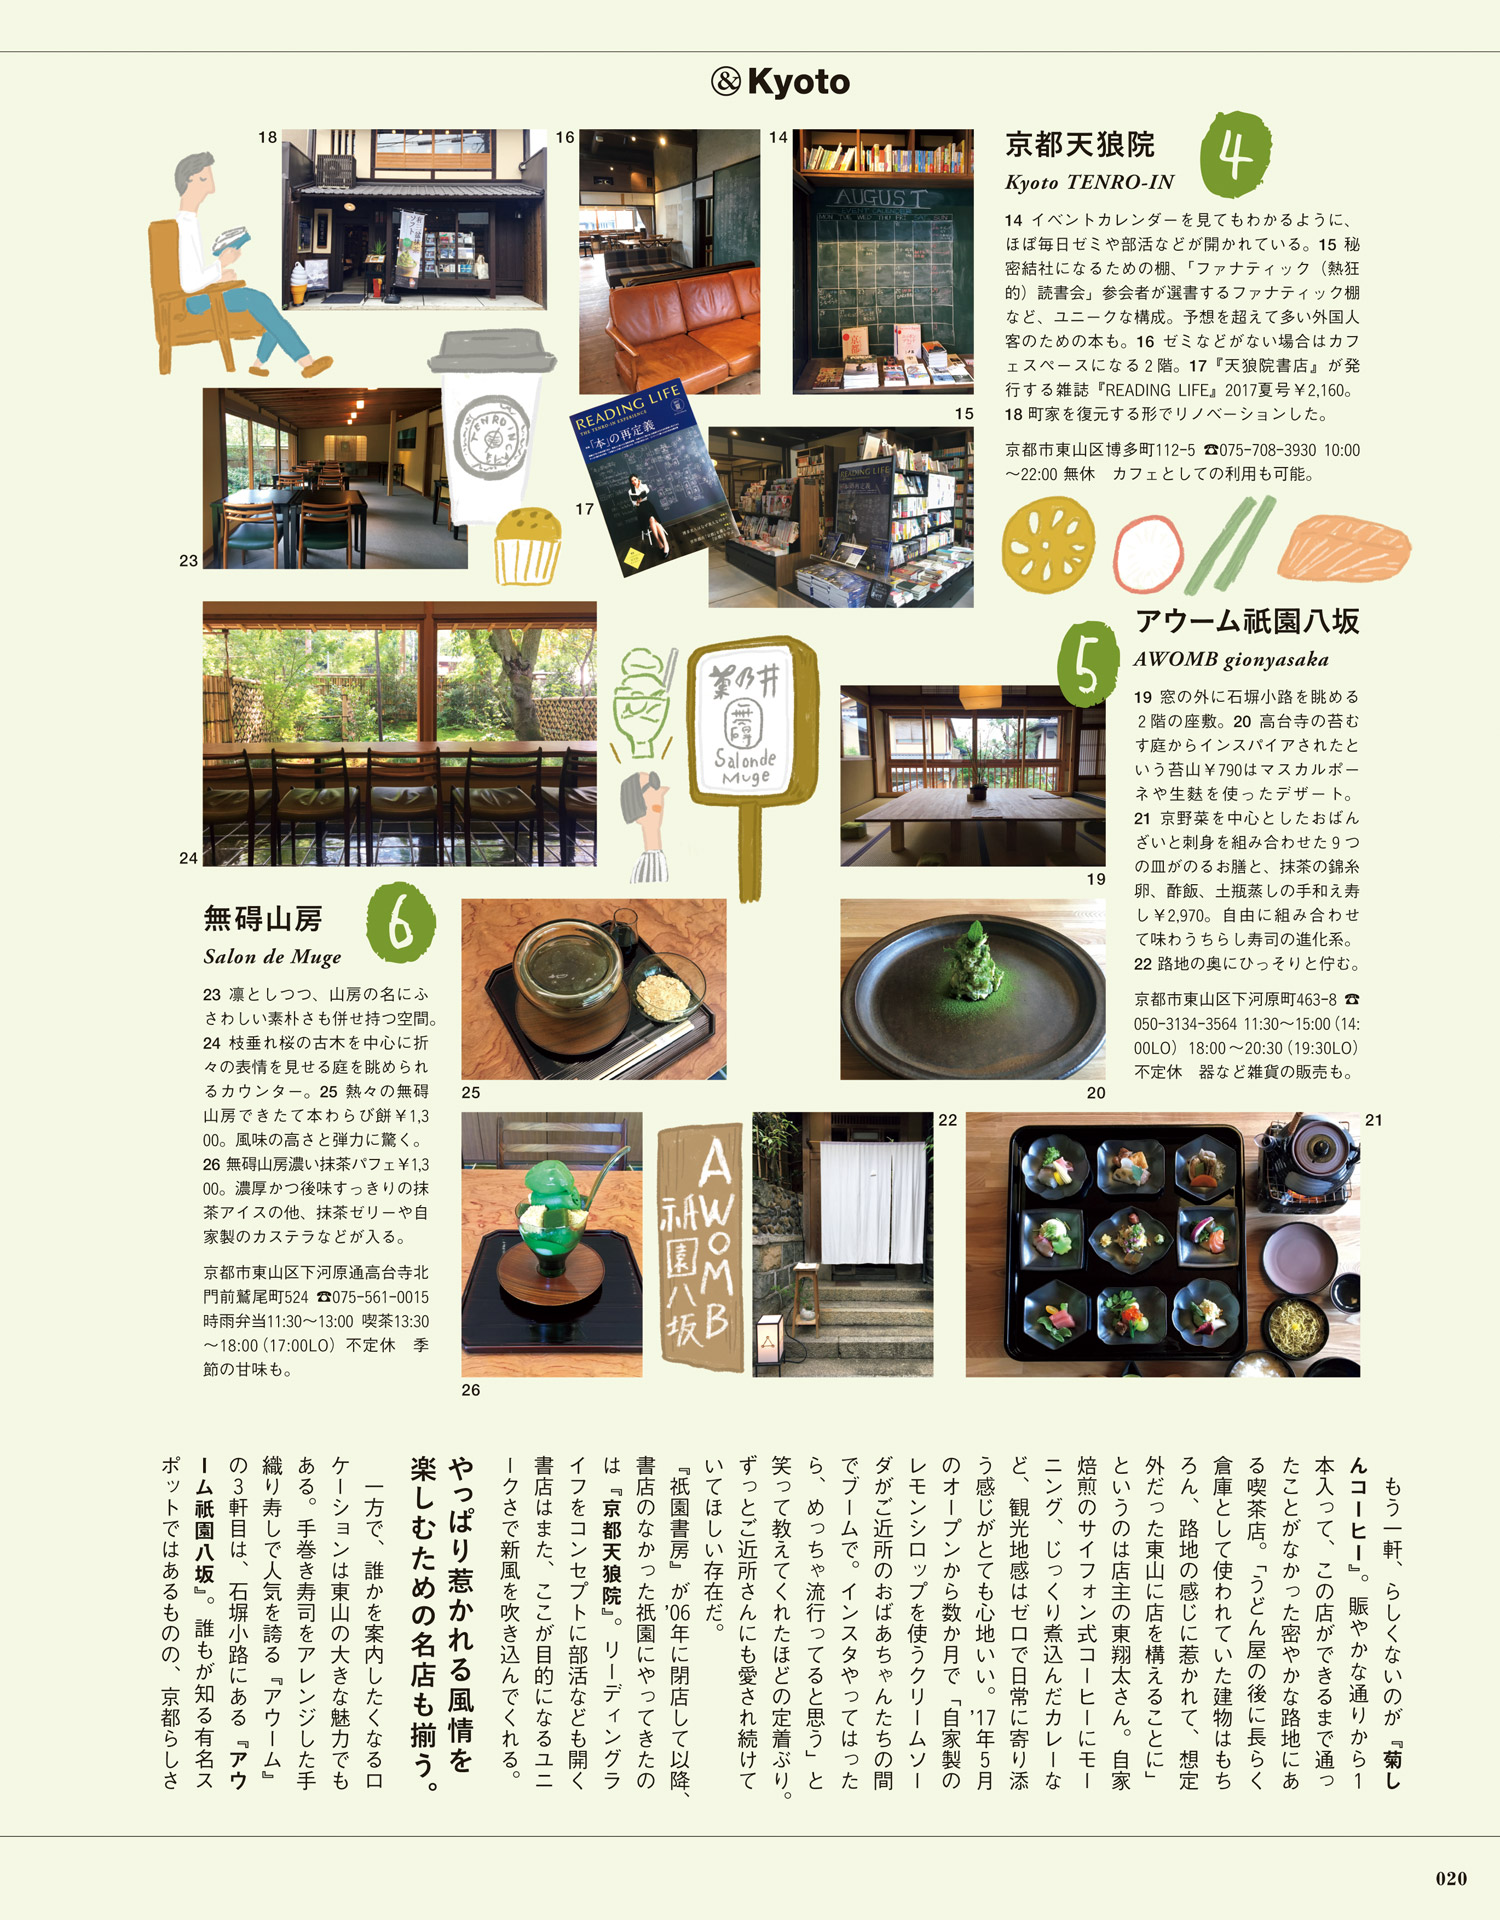 &Kyoto
18
16
14
京都天狼院
4
Kyoto TENRO-IN
14 イベントカレンダーを見てもわかるように、
ほぼ毎日ゼミや部活などが開かれている。15 秘
密結社になるための棚、「ファナティック（熱狂
的）読書会」参会者が選書するファナティック棚
など、ユニークな構成。予想を超えて多い外国人
客のための本も。16 ゼミなどがない場合はカフ
ェスペースになる2階。17『天狼院書店』が発
行する雑誌『READING LIFE』2017夏号￥2,160。
18 町家を復元する形でリノベーションした。
京都市東山区博多町112-5 ☎075-708-3930 10:00
〜22:00 無休　カフェとしての利用も可能。
AUGUST
MON TUE WED THU FRI SAT SUN
TENRO-IN
READING LIFE
THE TENRO-IN EXPERIENCE
「本」の再定義
READING LIFE
15
17
23
アウーム祇園八坂
5
AWOMB gionyasaka
19 窓の外に石塀小路を眺める
2階の座敷。20 高台寺の苔む
す庭からインスパイアされたと
いう苔山￥790はマスカルポー
ネや生麩を使ったデザート。
21 京野菜を中心としたおばん
ざいと刺身を組み合わせた9つ
の皿がのるお膳と、抹茶の錦糸
卵、酢飯、土瓶蒸しの手和え寿
し￥2,970。自由に組み合わせ
て味わうちらし寿司の進化系。
22 路地の奥にひっそりと佇む。
京都市東山区下河原町463-8 ☎
050-3134-3564 11:30〜15:00（14:
00LO）18:00〜20:30（19:30LO）
不定休　器など雑貨の販売も。
菊乃井
無碍
Salon de
Muge
24
19
無碍山房
6
Salon de Muge
23 凛としつつ、山房の名にふ
さわしい素朴さも併せ持つ空間。
24 枝垂れ桜の古木を中心に折
々の表情を見せる庭を眺められ
るカウンター。25 熱々の無碍
山房できたて本わらび餅￥1,3
00。風味の高さと弾力に驚く。
26 無碍山房濃い抹茶パフェ￥1,3
00。濃厚かつ後味すっきりの抹
茶アイスの他、抹茶ゼリーや自
家製のカステラなどが入る。
京都市東山区下河原通高台寺北
門前鷲尾町524 ☎075-561-0015
時雨弁当11:30〜13:00 喫茶13:30
〜18:00（17:00LO）不定休　季
節の甘味も。
25
20
22
21
AWOMB
祇園八坂
26
もう一軒、らしくないのが『菊し
んコーヒー』。賑やかな通りから1
本入って、この店ができるまで通っ
たことがなかった密やかな路地にあ
る喫茶店。「うどん屋の後に長らく
倉庫として使われていた建物はもち
ろん、路地の感じに惹かれて、想定
外だった東山に店を構えることに」
というのは店主の東翔太さん。自家
焙煎のサイフォン式コーヒーにモー
ニング、じっくり煮込んだカレーな
ど、観光地感はゼロで日常に寄り添
う感じがとても心地いい。’17年5月
のオープンから数か月で「自家製の
レモンシロップを使うクリームソー
ダがご近所のおばあちゃんたちの間
でブームで。インスタやってはった
ら、めっちゃ流行ってると思う」と
笑って教えてくれたほどの定着ぶり。
ずっとご近所さんにも愛され続けて
いてほしい存在だ。
『祇園書房』が’06年に閉店して以降、
書店のなかった祇園にやってきたの
は『京都天狼院』。リーディングラ
イフをコンセプトに部活なども開く
書店はまた、ここが目的になるユニ
ークさで新風を吹き込んでくれる。
やっぱり惹かれる風情を
楽しむための名店も揃う。
一方で、誰かを案内したくなるロ
ケーションは東山の大きな魅力でも
ある。手巻き寿司をアレンジした手
織り寿しで人気を誇る『アウーム』
の3軒目は、石塀小路にある『アウ
ーム祇園八坂』。誰もが知る有名ス
ポットではあるものの、京都らしさ
020